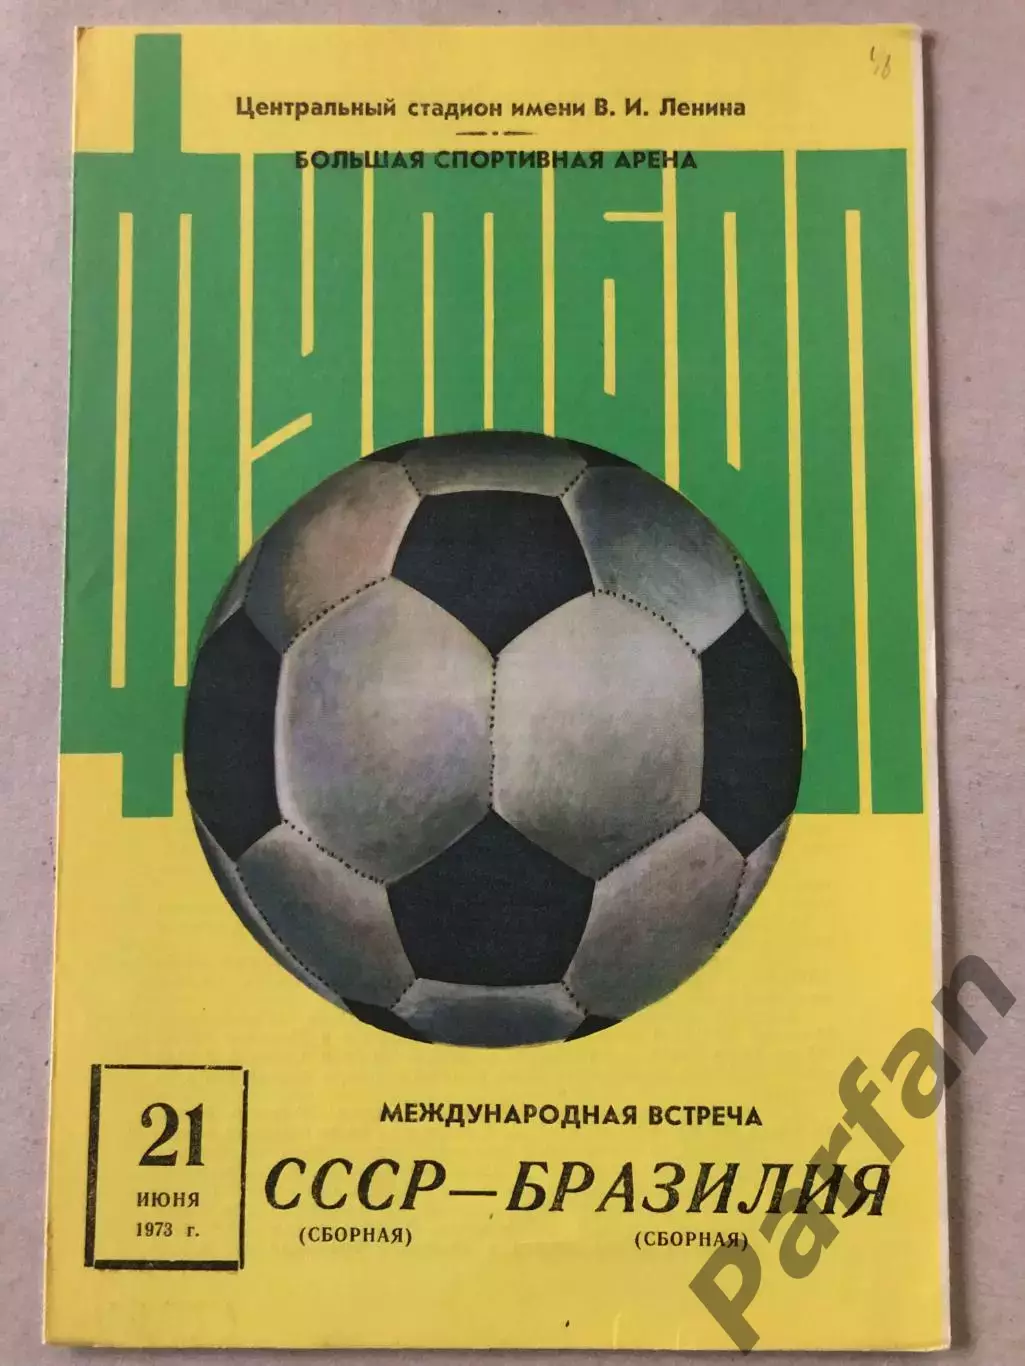 Центральный стадион имени В. И. Ленина
БОЛЬШАЯ СПОРТИВНАЯ АРЕНА
ФУТБОЛ
21
ИЮНЯ
1973 г.
МЕЖДУНАРОДНАЯ ВСТРЕЧА
СССР—БРАЗИЛИЯ
(СБОРНАЯ) (СБОРНАЯ)
Parfan